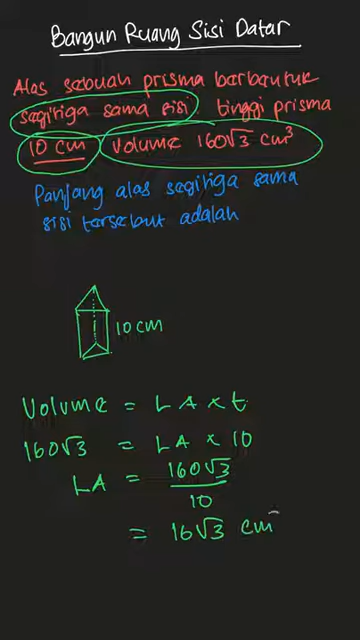 Bangun Ruang Sisi Datar
Alas sebuah prisma berbentuk
segitiga sama sisi tinggi prisma
10 cm volume 160√3 cm³
Panjang alas segitiga sama
sisi tersebut adalah
10 cm
Volume = LA × t
160√3 = LA × 10
LA = 160√3
10
= 16√3 cm